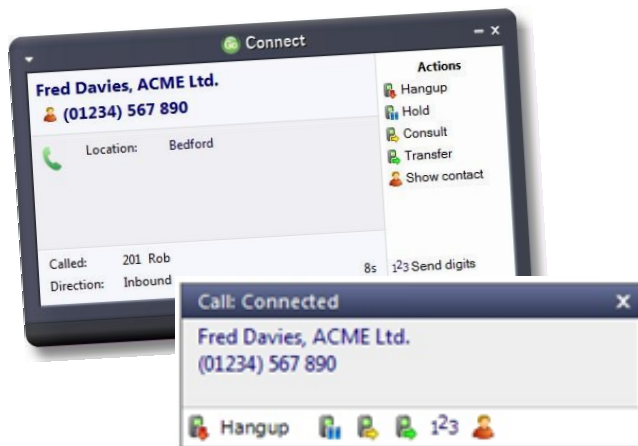 Go Connect
Fred Davies, ACME Ltd.
(01234) 567 890
Location: Bedford
Called: 201 Rob
Direction: Inbound
8s
Actions
Hangup
Hold
Consult
Transfer
Show contact
123 Send digits
Call: Connected
Fred Davies, ACME Ltd.
(01234) 567 890
Hangup 123